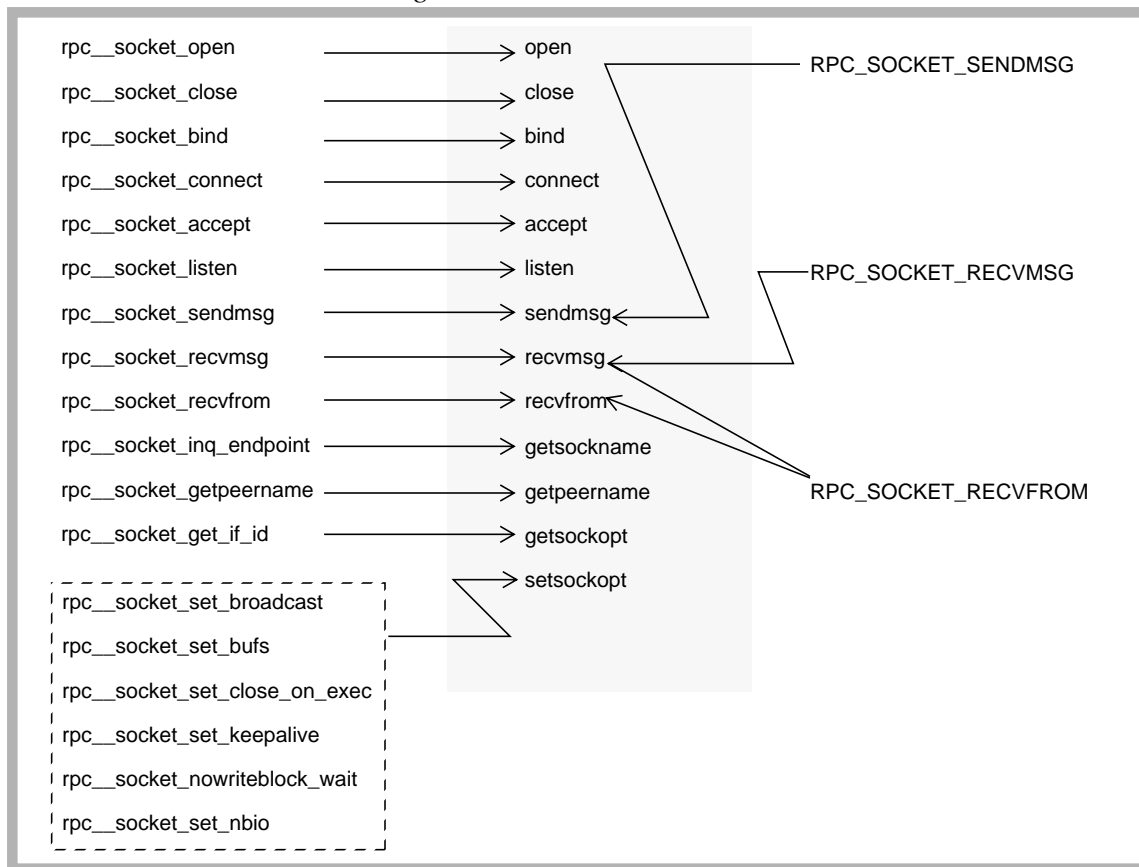 rpc__socket_open open
RPC_SOCKET_SENDMSG
rpc__socket_close close
rpc__socket_bind bind
rpc__socket_connect connect
rpc__socket_accept accept
rpc__socket_listen listen
RPC_SOCKET_RECVMSG
rpc__socket_sendmsg sendmsg
rpc__socket_recvmsg recvmsg
rpc__socket_recvfrom recvfrom
rpc__socket_inq_endpoint getsockname
rpc__socket_getpeername getpeername RPC_SOCKET_RECVFROM
rpc__socket_get_if_id getsockopt
setsockopt
rpc__socket_set_broadcast
rpc__socket_set_bufs
rpc__socket_set_close_on_exec
rpc__socket_set_keepalive
rpc__socket_nowriteblock_wait
rpc__socket_set_nbio